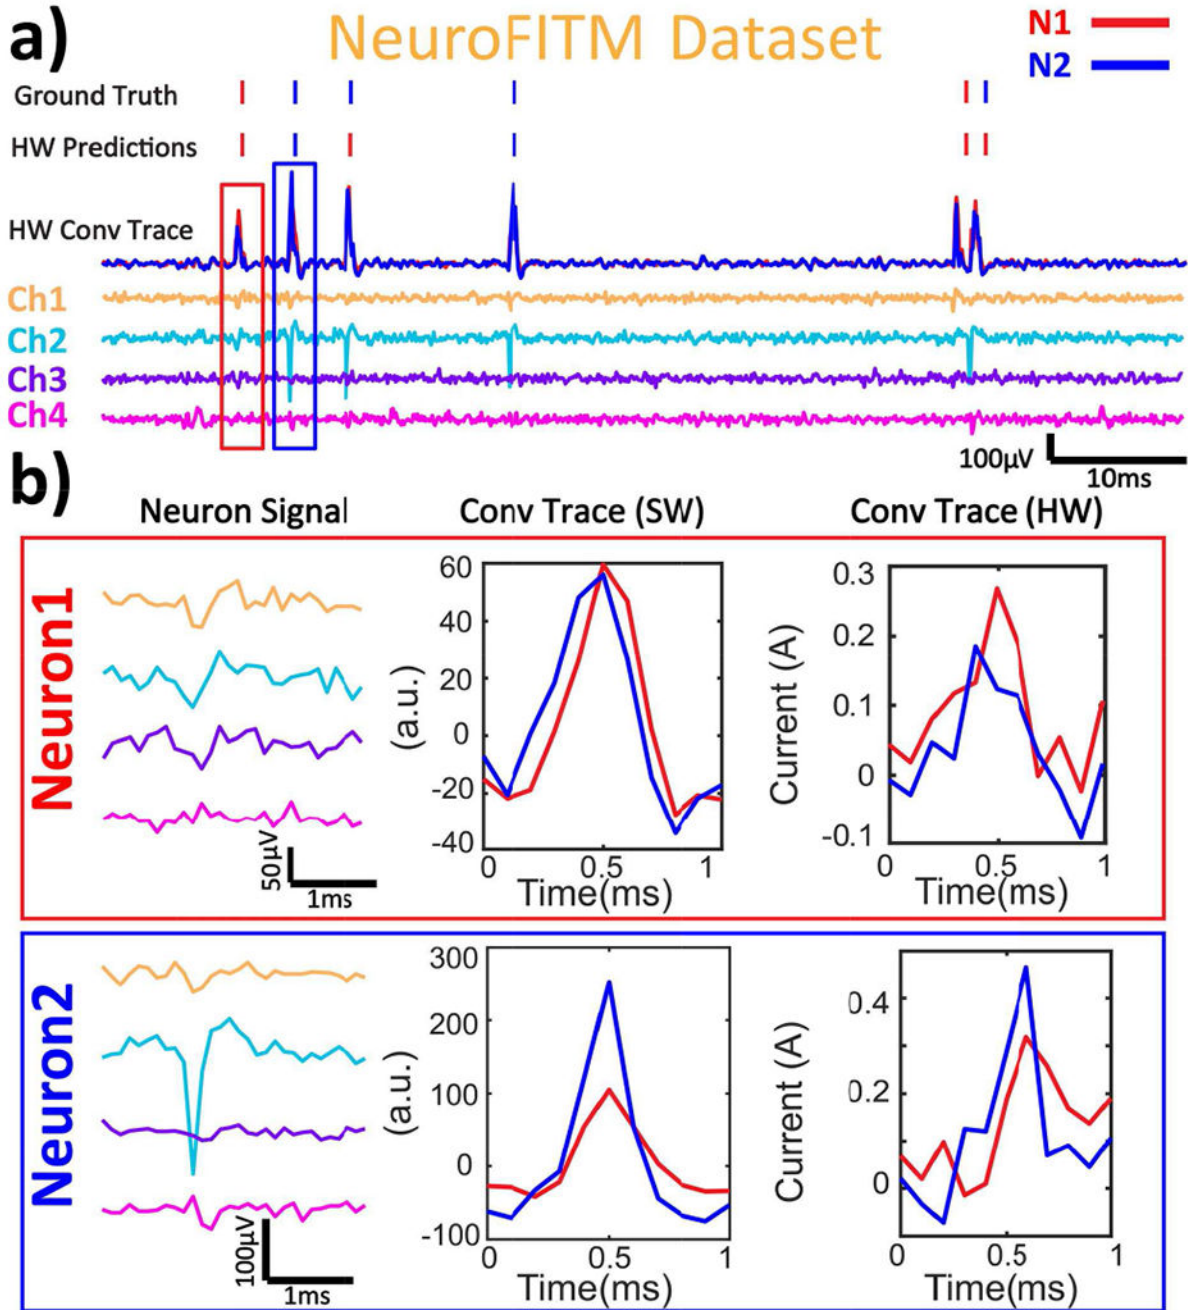 a)
NeuroFITM Dataset
N1
N2
Ground Truth
HW Predictions
HW Conv Trace
Ch1
Ch2
Ch3
Ch4
100μV
10ms
b)
Neuron Signal
Conv Trace (SW)
Conv Trace (HW)
Neuron1
50μV
1ms
(a.u.)
60
40
20
0
-20
-40
0
0.5
1
Time(ms)
Current (A)
0.3
0.2
0.1
0
-0.1
0
0.5
1
Time(ms)
Neuron2
100μV
1ms
(a.u.)
300
200
100
0
-100
0
0.5
1
Time(ms)
Current (A)
0.4
0.2
0
0
0.5
1
Time(ms)